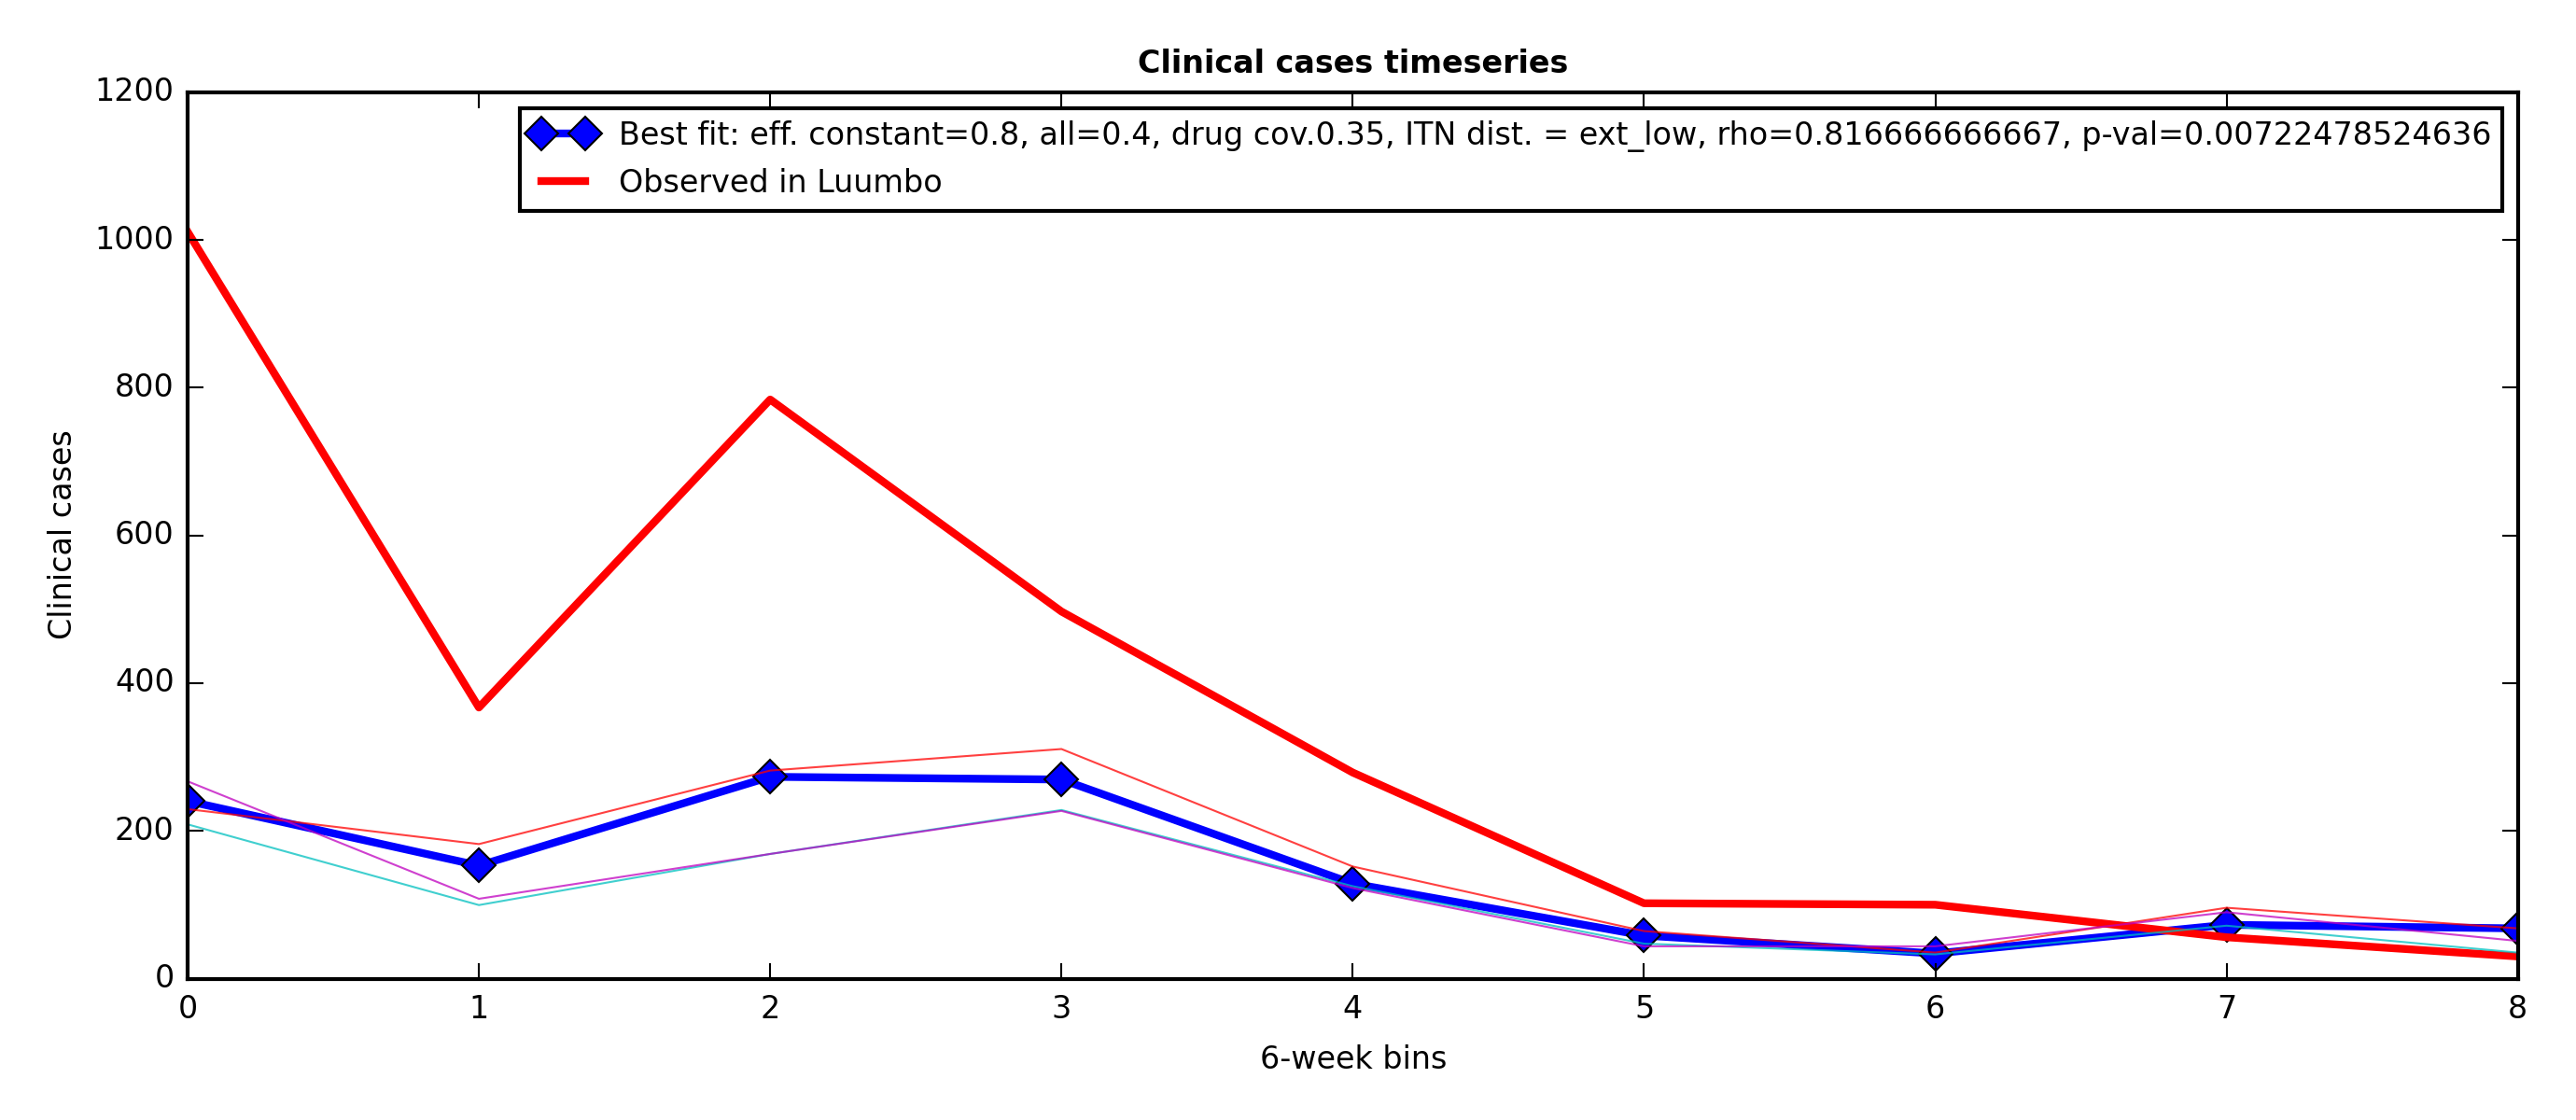 Clinical cases timeseries
1200
1000
800
600
400
200
0
Clinical cases
Best fit: eff. constant=0.8, all=0.4, drug cov.0.35, ITN dist. = ext_low, rho=0.816666666667, p-val=0.00722478524636
Observed in Luumbo
0 1 2 3 4 5 6 7 8
6-week bins